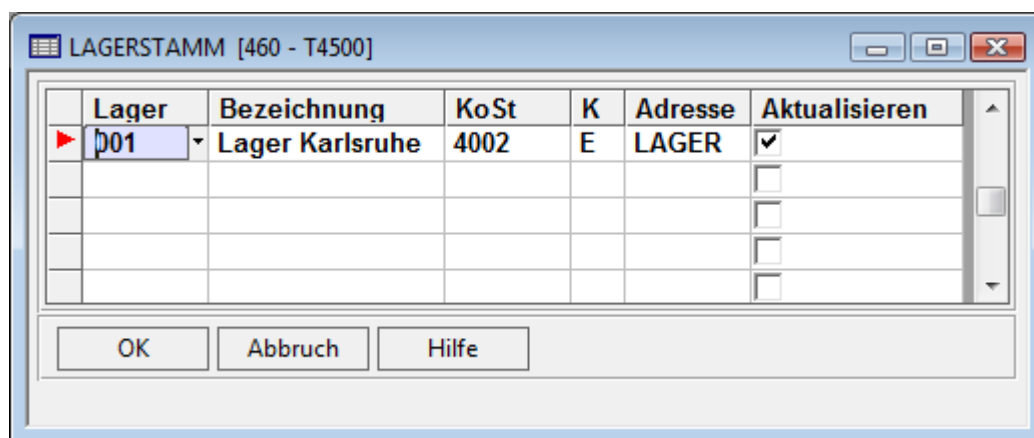 LAGERSTAMM [460 - T4500]
Lager Bezeichnung KoSt K Adresse Aktualisieren
001 Lager Karlsruhe 4002 E LAGER
OK Abbruch Hilfe